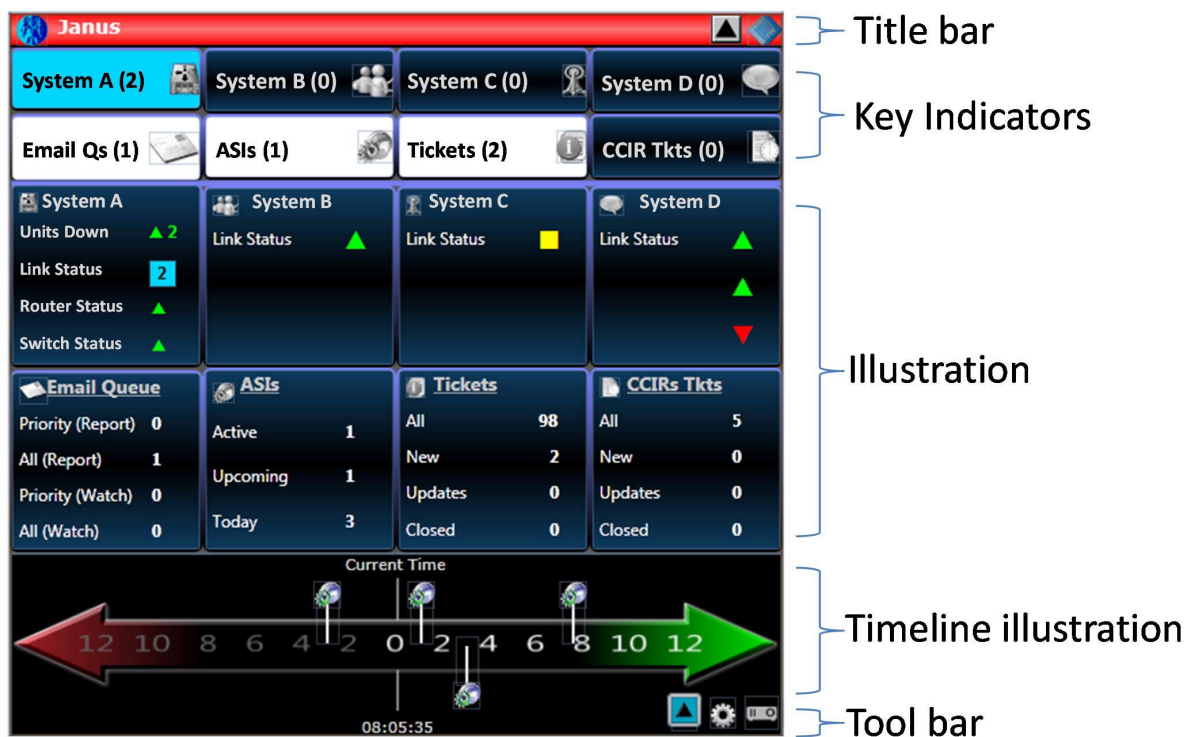 Janus
Title bar
System A (2)
System B (0)
System C (0)
System D (0)
Key Indicators
Email Qs (1)
ASIs (1)
Tickets (2)
CCIR Tkts (0)
System A
Units Down 2
Link Status 2
Router Status
Switch Status
System B
Link Status
System C
Link Status
System D
Link Status
Illustration
Email Queue
Priority (Report) 0
All (Report) 1
Priority (Watch) 0
All (Watch) 0
ASIs
Active 1
Upcoming 1
Today 3
Tickets
All 98
New 2
Updates 0
Closed 0
CCIRs Tkts
All 5
New 0
Updates 0
Closed 0
Current Time
12 10 8 6 4 2 0 2 4 6 8 10 12
Timeline illustration
08:05:35
Tool bar